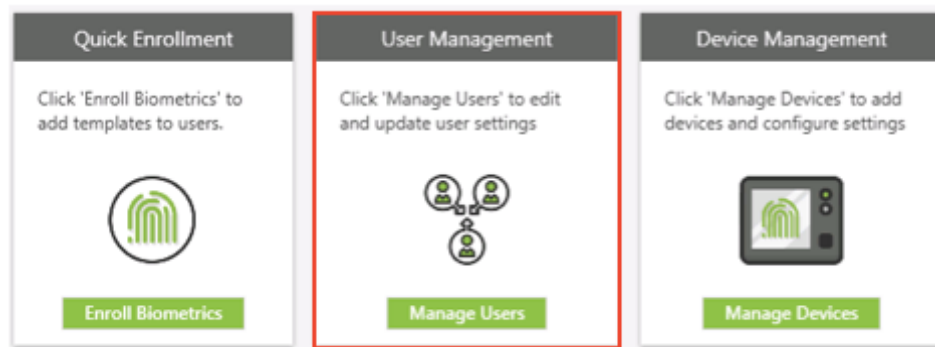 Quick Enrollment
Click 'Enroll Biometrics' to
add templates to users.
Enroll Biometrics
User Management
Click 'Manage Users' to edit
and update user settings
Manage Users
Device Management
Click 'Manage Devices' to add
devices and configure settings
Manage Devices